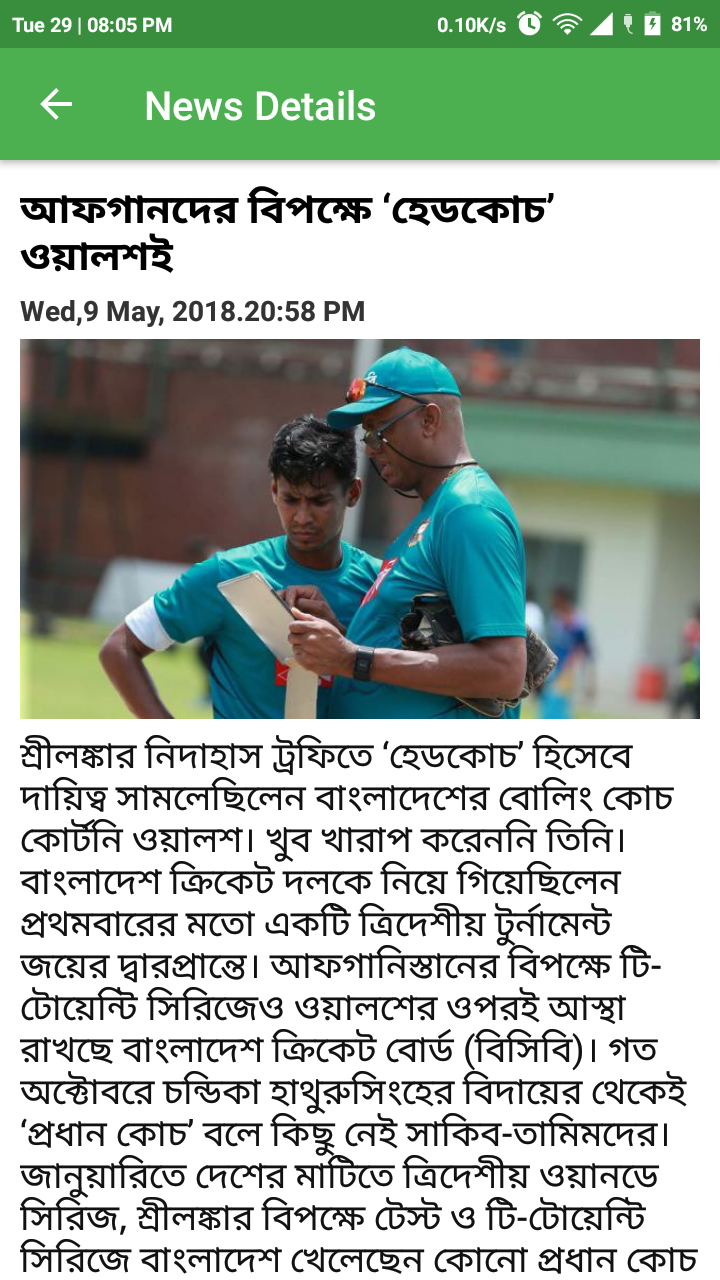 Tue 29 | 08:05 PM 0.10K/s 81%
News Details
আফগানদের বিপক্ষে ‘হেডকোচ’
ওয়ালশই
Wed,9 May, 2018.20:58 PM
শ্রীলঙ্কার নিদাহাস ট্রফিতে ‘হেডকোচ’ হিসেবে
দায়িত্ব সামলেছিলেন বাংলাদেশের বোলিং কোচ
কোর্টনি ওয়ালশ। খুব খারাপ করেননি তিনি।
বাংলাদেশ ক্রিকেট দলকে নিয়ে গিয়েছিলেন
প্রথমবারের মতো একটি ত্রিদেশীয় টুর্নামেন্ট
জয়ের দ্বারপ্রান্তে। আফগানিস্তানের বিপক্ষে টি-
টোয়েন্টি সিরিজেও ওয়ালশের ওপরই আস্থা
রাখছে বাংলাদেশ ক্রিকেট বোর্ড (বিসিবি)। গত
অক্টোবরে চন্ডিকা হাথুরুসিংহের বিদায়ের থেকেই
‘প্রধান কোচ’ বলে কিছু নেই সাকিব-তামিমদের।
জানুয়ারিতে দেশের মাটিতে ত্রিদেশীয় ওয়ানডে
সিরিজ, শ্রীলঙ্কার বিপক্ষে টেস্ট ও টি-টোয়েন্টি
সিরিজে বাংলাদেশ খেলেছেন কোনো প্রধান কোচ